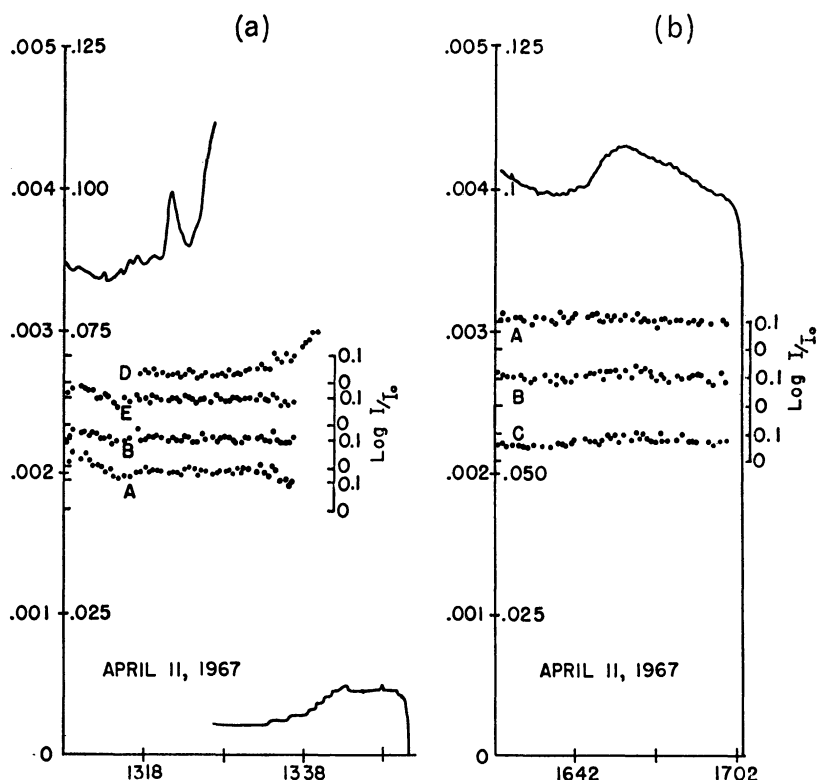 (a)
(b)
.005 .125
.004 .100
.003 .075
.002
.001 .025
0
D
E
B
A
0.1
0
0.1
0
0.1
0
0.1
0
Log I/I₀
APRIL 11, 1967
1318
1338
.005 .125
.004 .1
.003
.002 .050
.001 .025
0
A
B
C
0.1
0
0.1
0
0.1
0
Log I/I₀
APRIL 11, 1967
1642
1702